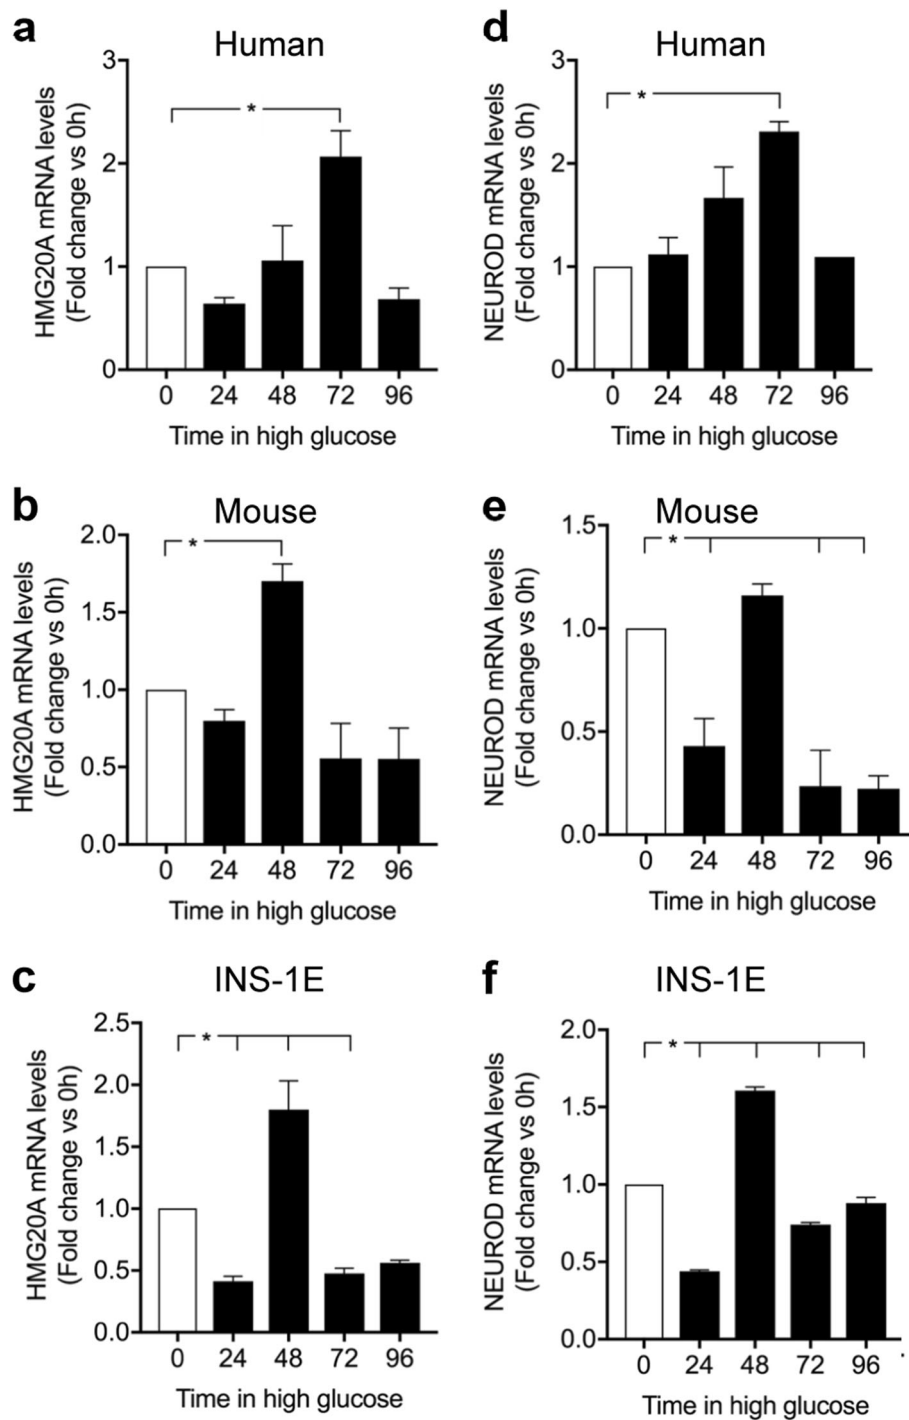 a
Human
HMG20A mRNA levels
(Fold change vs 0h)
3
2
1
0
*
0 24 48 72 96
Time in high glucose
d
Human
NEUROD mRNA levels
(Fold change vs 0h)
3
2
1
0
*
0 24 48 72 96
Time in high glucose
b
Mouse
HMG20A mRNA levels
(Fold change vs 0h)
2.0
1.5
1.0
0.5
0.0
*
0 24 48 72 96
Time in high glucose
e
Mouse
NEUROD mRNA levels
(Fold change vs 0h)
1.5
1.0
0.5
0.0
*
0 24 48 72 96
Time in high glucose
c
INS-1E
HMG20A mRNA levels
(Fold change vs 0h)
2.5
2.0
1.5
1.0
0.5
0.0
*
0 24 48 72 96
Time in high glucose
f
INS-1E
NEUROD mRNA levels
(Fold change vs 0h)
2.0
1.5
1.0
0.5
0.0
*
0 24 48 72 96
Time in high glucose